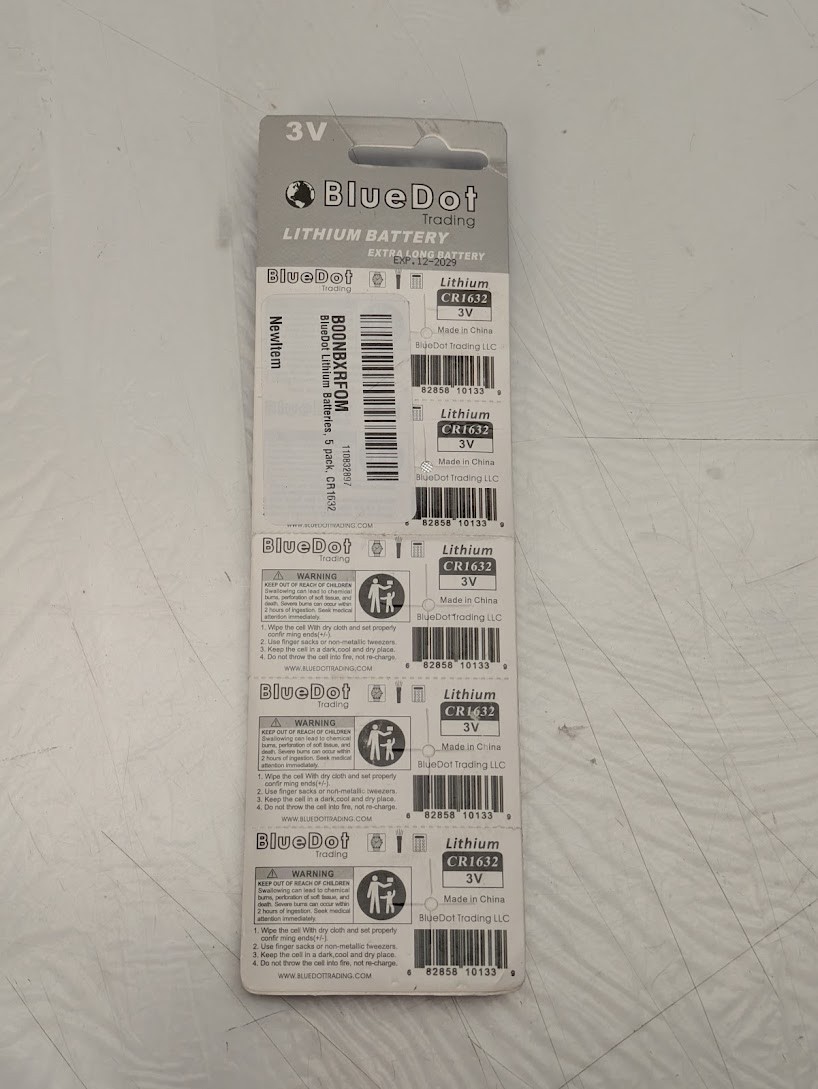 3V
BlueDot
Trading
LITHIUM BATTERY
EXTRA LONG BATTERY
EXP.12-2029
BlueDot
Trading
Lithium
CR1632
3V
Made in China
BlueDot Trading LLC
82858 10133 9
B00NBXRFOM
BlueDot Lithium Batteries, 5 pack, CR1632
NewItem
110832897
Lithium
CR1632
3V
Made in China
BlueDot Trading LLC
6 82858 10133 9
WWW.BLUEDOTTRADING.COM
BlueDot
Trading
Lithium
CR1632
3V
WARNING
KEEP OUT OF REACH OF CHILDREN
Swallowing can lead to chemical
burns, perforation of soft tissue, and
death. Severe burns can occur within
2 hours of ingestion. Seek medical
attention immediately.
Made in China
BlueDot Trading LLC
1. Wipe the cell With dry cloth and set properly
confir ming ends(+/-).
2. Use finger sacks or non-metallic tweezers.
3. Keep the cell in a dark,cool and dry place.
4. Do not throw the cell into fire, not re-charge.
WWW.BLUEDOTTRADING.COM
6 82858 10133 9
BlueDot
Trading
Lithium
CR1632
3V
WARNING
KEEP OUT OF REACH OF CHILDREN
Swallowing can lead to chemical
burns, perforation of soft tissue, and
death. Severe burns can occur within
2 hours of ingestion. Seek medical
attention immediately.
Made in China
BlueDot Trading LLC
1. Wipe the cell With dry cloth and set properly
confir ming ends(+/-).
2. Use finger sacks or non-metallic tweezers.
3. Keep the cell in a dark,cool and dry place.
4. Do not throw the cell into fire, not re-charge.
WWW.BLUEDOTTRADING.COM
6 82858 10133 9
BlueDot
Trading
Lithium
CR1632
3V
WARNING
KEEP OUT OF REACH OF CHILDREN
Swallowing can lead to chemical
burns, perforation of soft tissue, and
death. Severe burns can occur within
2 hours of ingestion. Seek medical
attention immediately.
Made in China
BlueDot Trading LLC
1. Wipe the cell With dry cloth and set properly
confir ming ends(+/-).
2. Use finger sacks or non-metallic tweezers.
3. Keep the cell in a dark,cool and dry place.
4. Do not throw the cell into fire, not re-charge.
WWW.BLUEDOTTRADING.COM
6 82858 10133 9